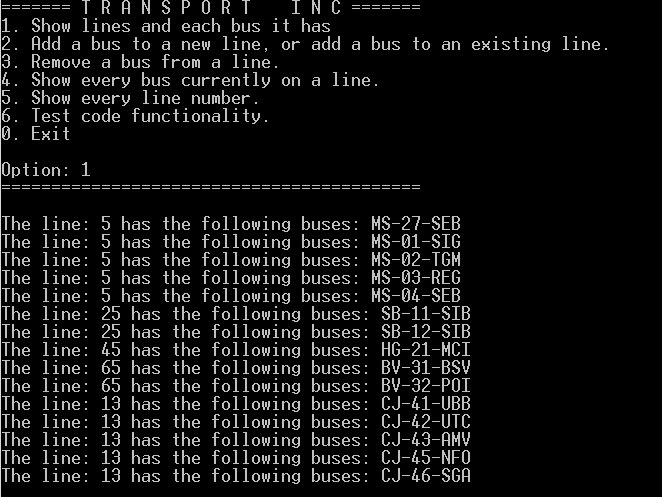 ======= T R A N S P O R T   I N C =======
1. Show lines and each bus it has
2. Add a bus to a new line, or add a bus to an existing line.
3. Remove a bus from a line.
4. Show every bus currently on a line.
5. Show every line number.
6. Test code functionality.
0. Exit

Option: 1
==========================================

The line: 5 has the following buses: MS-27-SEB
The line: 5 has the following buses: MS-01-SIG
The line: 5 has the following buses: MS-02-TGM
The line: 5 has the following buses: MS-03-REG
The line: 5 has the following buses: MS-04-SEB
The line: 25 has the following buses: SB-11-SIB
The line: 25 has the following buses: SB-12-SIB
The line: 45 has the following buses: HG-21-MCI
The line: 65 has the following buses: BV-31-BSV
The line: 65 has the following buses: BV-32-POI
The line: 13 has the following buses: CJ-41-UBB
The line: 13 has the following buses: CJ-42-UTC
The line: 13 has the following buses: CJ-43-AMV
The line: 13 has the following buses: CJ-45-NFO
The line: 13 has the following buses: CJ-46-SGA